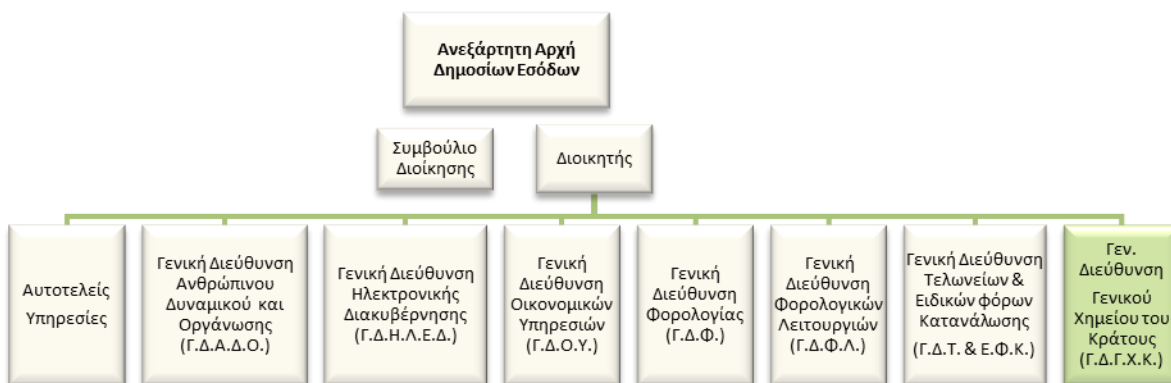 Ανεξάρτητη Αρχή
Δημοσίων Εσόδων
Συμβούλιο
Διοίκησης
Διοικητής
Αυτοτελείς
Υπηρεσίες
Γενική Διεύθυνση
Ανθρώπινου
Δυναμικού και
Οργάνωσης
(Γ.Δ.Α.Δ.Ο.)
Γενική Διεύθυνση
Ηλεκτρονικής
Διακυβέρνησης
(Γ.Δ.Η.Λ.Ε.Δ.)
Γενική
Διεύθυνση
Οικονομικών
Υπηρεσιών
(Γ.Δ.Ο.Υ.)
Γενική
Διεύθυνση
Φορολογίας
(Γ.Δ.Φ.)
Γενική
Διεύθυνση
Φορολογικών
Λειτουργιών
(Γ.Δ.Φ.Λ.)
Γενική Διεύθυνση
Τελωνείων &
Ειδικών φόρων
Κατανάλωσης
(Γ.Δ.Τ. & Ε.Φ.Κ.)
Γεν.
Διεύθυνση
Γενικού
Χημείου του
Κράτους
(Γ.Δ.Γ.Χ.Κ.)